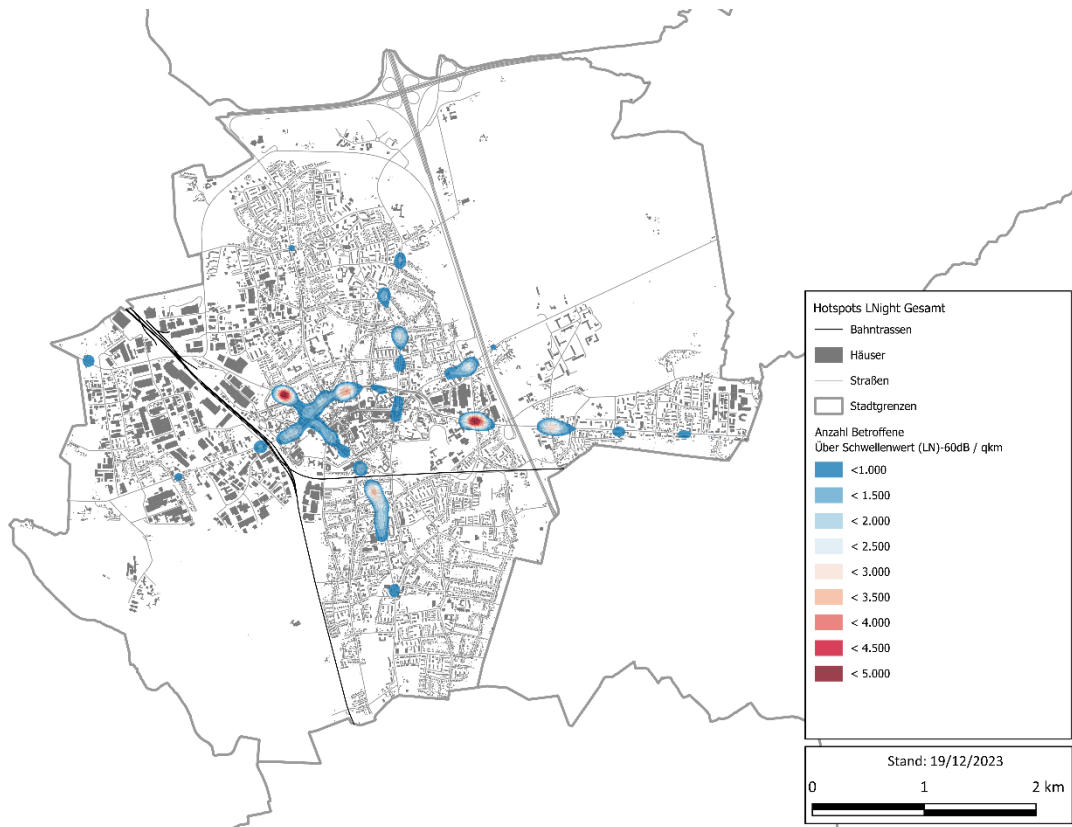 Hotspots LNight Gesamt
Bahntrassen
Häuser
Straßen
Stadtgrenzen
Anzahl Betroffene
Über Schwellenwert (LN)-60dB / qkm
<1.000
< 1.500
< 2.000
< 2.500
< 3.000
< 3.500
< 4.000
< 4.500
< 5.000
Stand: 19/12/2023
0 1 2 km